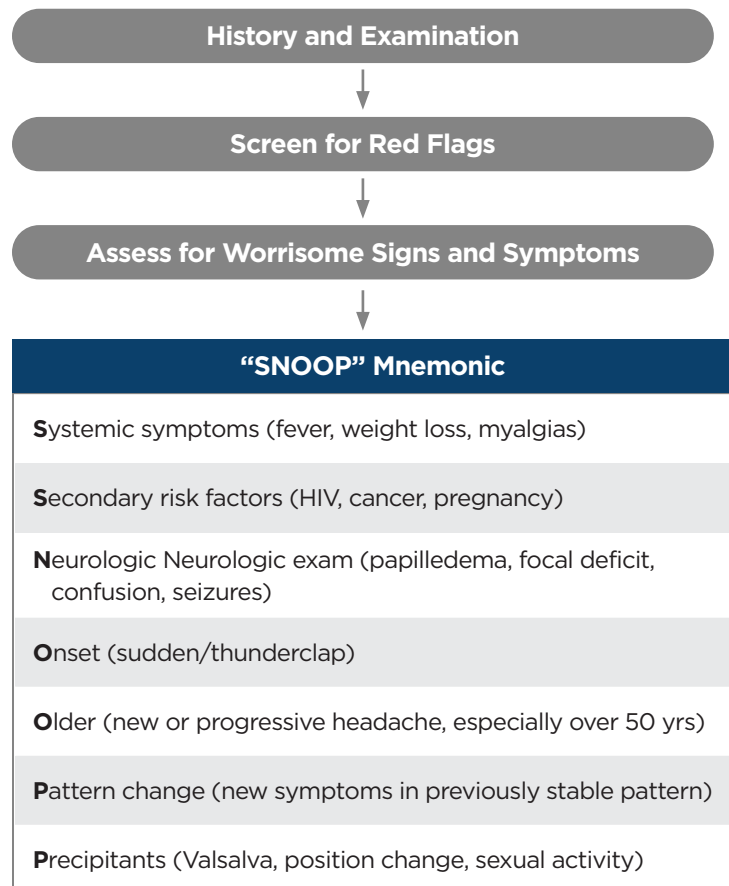 History and Examination
Screen for Red Flags
Assess for Worrisome Signs and Symptoms
“SNOOP” Mnemonic
Systemic symptoms (fever, weight loss, myalgias)
Secondary risk factors (HIV, cancer, pregnancy)
Neurologic Neurologic exam (papilledema, focal deficit,
confusion, seizures)
Onset (sudden/thunderclap)
Older (new or progressive headache, especially over 50 yrs)
Pattern change (new symptoms in previously stable pattern)
Precipitants (Valsalva, position change, sexual activity)